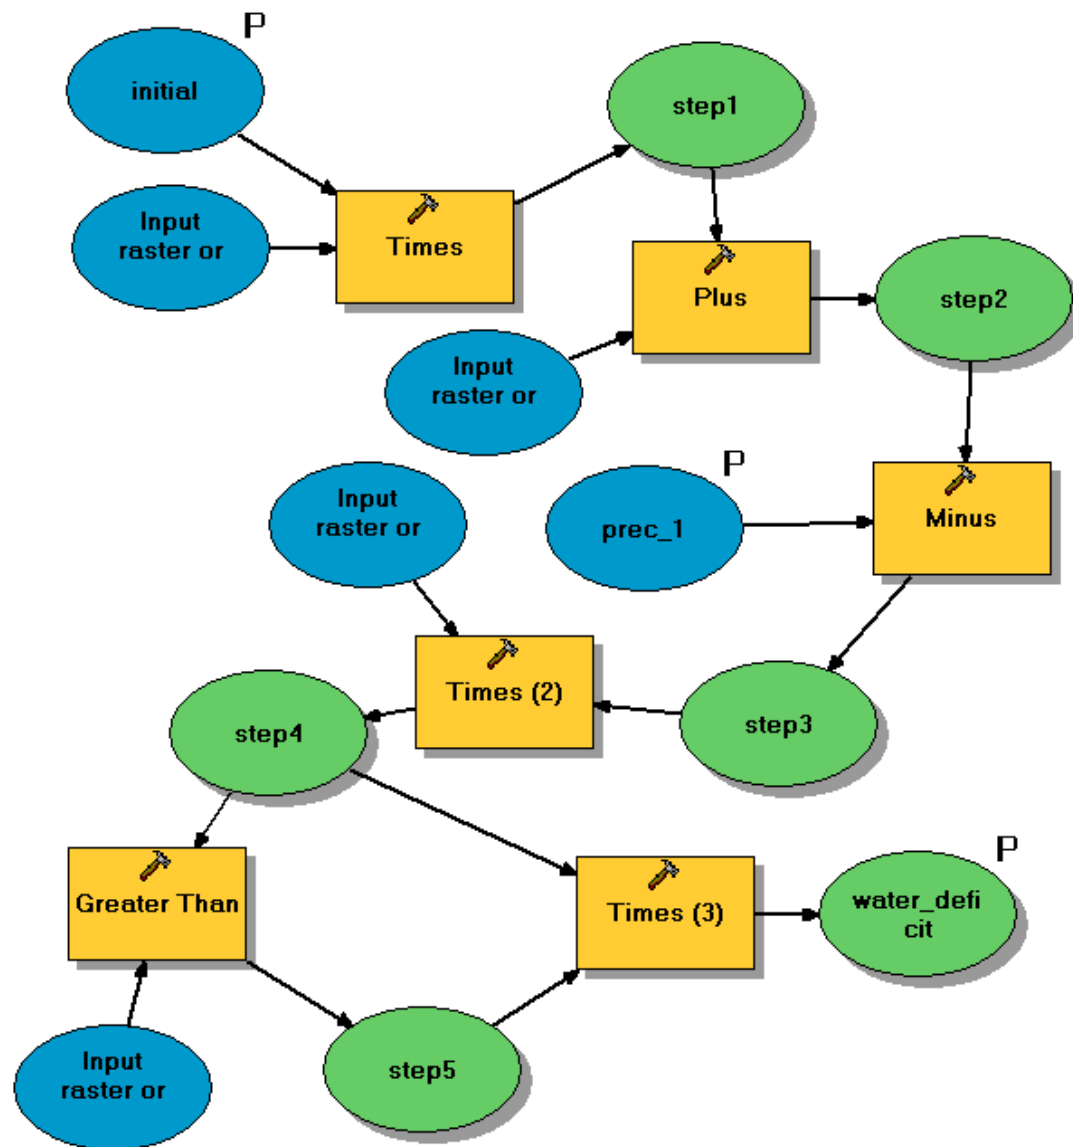 P
initial
step1
Input
raster or
Times
Plus
step2
Input
raster or
P
Input
raster or
prec_1
Minus
Times (2)
step4
step3
P
Greater Than
Times (3)
water_defi
cit
Input
raster or
step5